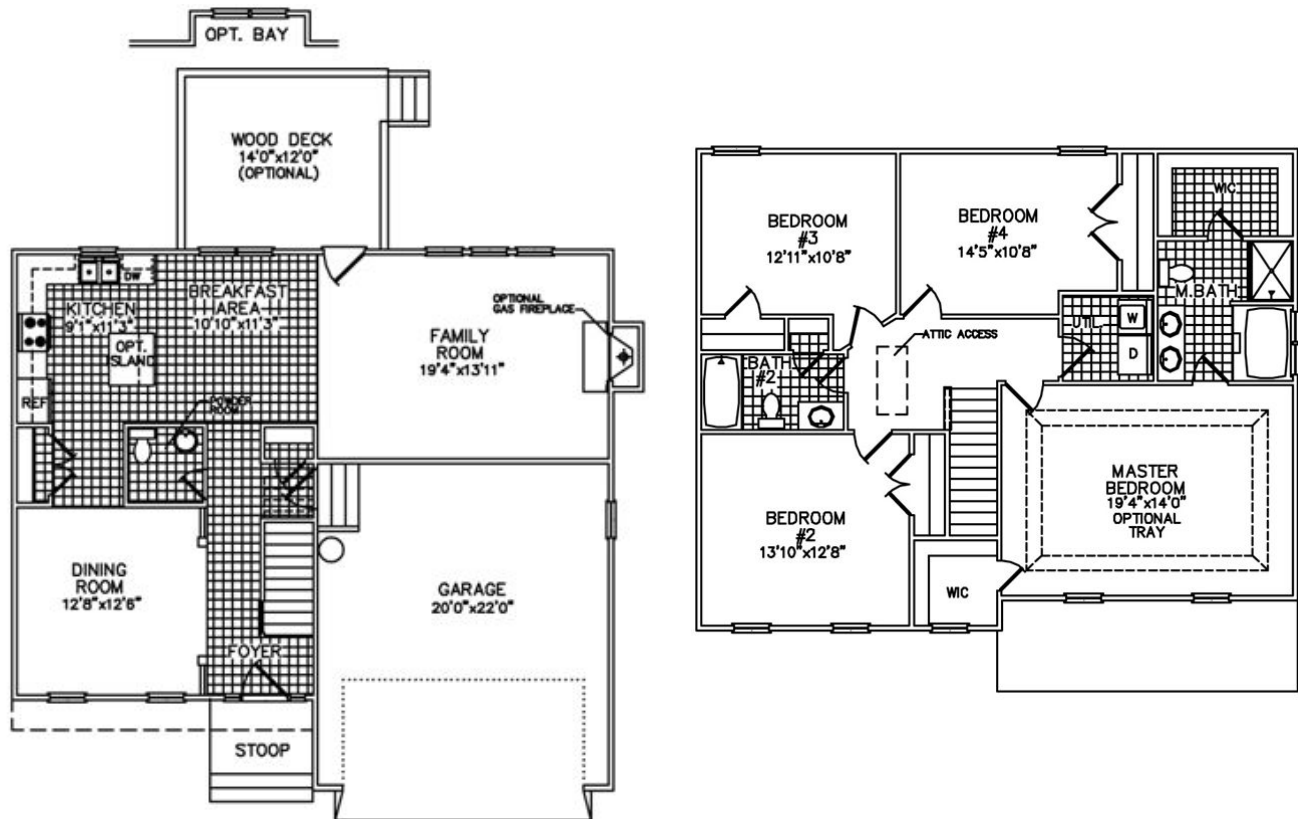 OPT. BAY
WOOD DECK
14'0"x12'0"
(OPTIONAL)
DW
KITCHEN
9'1"x11'3"
BREAKFAST
AREA
10'10"x11'3"
OPT.
ISLAND
REF
POWDER
ROOM
OPTIONAL
GAS FIREPLACE
FAMILY
ROOM
19'4"x13'11"
DINING
ROOM
12'8"x12'6"
GARAGE
20'0"x22'0"
FOYER
STOOP
BEDROOM
#3
12'11"x10'8"
BEDROOM
#4
14'5"x10'8"
WIC
M.BATH
UTIL.
W
D
ATTIC ACCESS
BATH
#2
BEDROOM
#2
13'10"x12'8"
MASTER
BEDROOM
19'4"x14'0"
OPTIONAL
TRAY
WIC